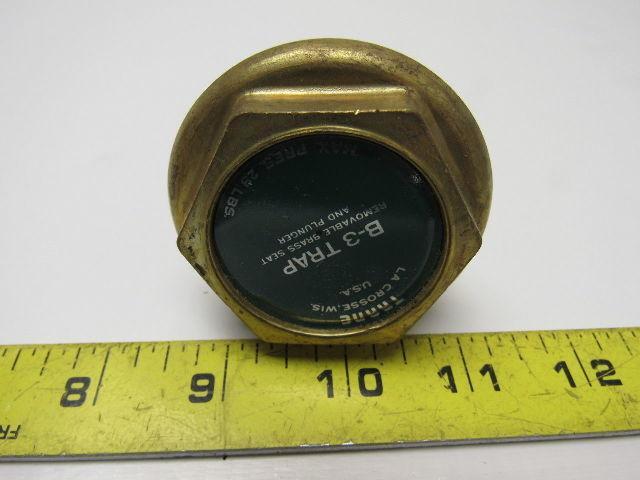 TRANE
LA CROSSE, WIS.
U.S.A.
B-3 TRAP
REMOVABLE BRASS SEAT
AND PLUNGER
MAX. PRES. LBS.
8 9 10 11 12
FR